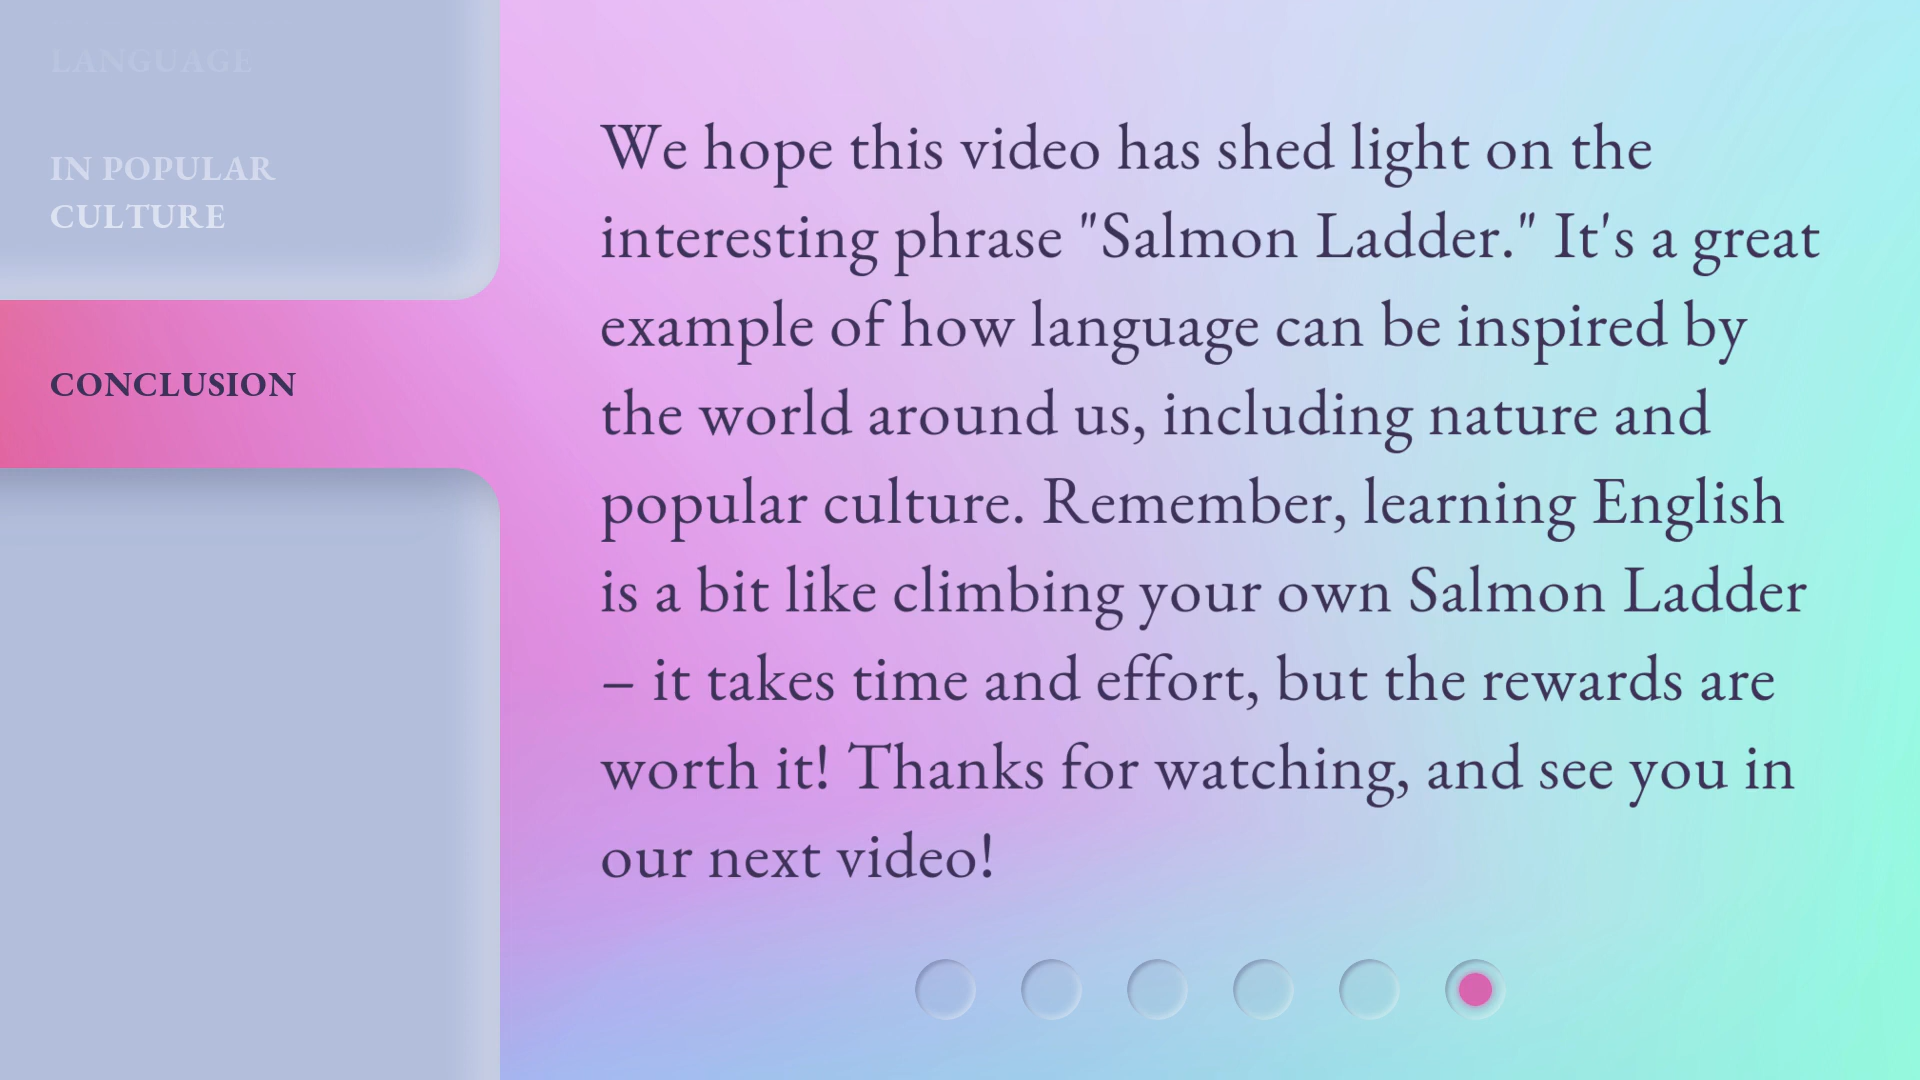 LANGUAGE
IN POPULAR
CULTURE
CONCLUSION
We hope this video has shed light on the
interesting phrase "Salmon Ladder." It's a great
example of how language can be inspired by
the world around us, including nature and
popular culture. Remember, learning English
is a bit like climbing your own Salmon Ladder
– it takes time and effort, but the rewards are
worth it! Thanks for watching, and see you in
our next video!